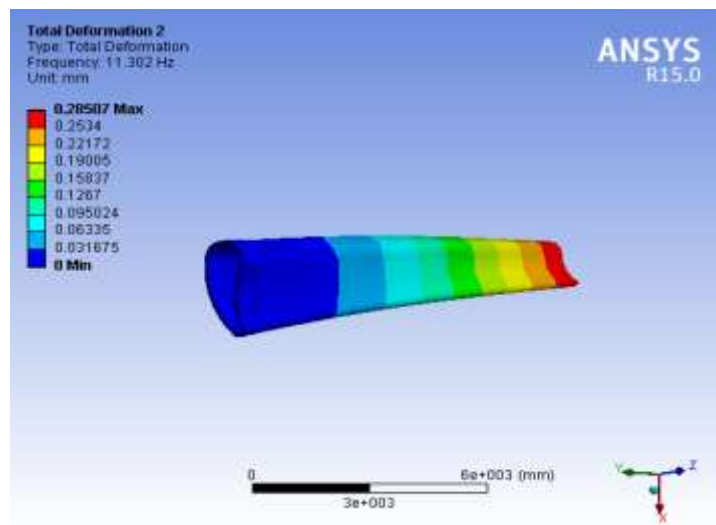 Total Deformation 2
Type: Total Deformation
Frequency: 11.302 Hz
Unit: mm
0.28507 Max
0.2534
0.22172
0.19005
0.15837
0.1267
0.095024
0.06335
0.031675
0 Min
ANSYS
R15.0
0
6e+003 (mm)
3e+003
Y
Z
X